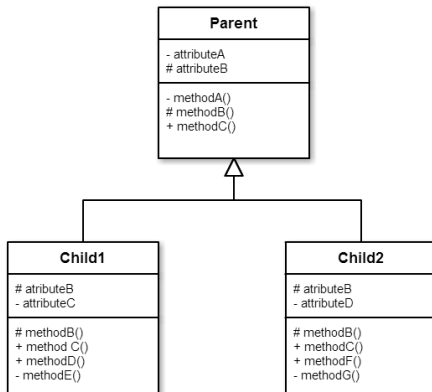 Parent
- attributeA
# attributeB
- methodA()
# methodB()
+ methodC()
Child1
# atributeB
- attributeC
# methodB()
+ method C()
+ methodD()
- methodE()
Child2
# atributeB
- attributeD
# methodB()
+ methodC()
+ methodF()
- methodG()